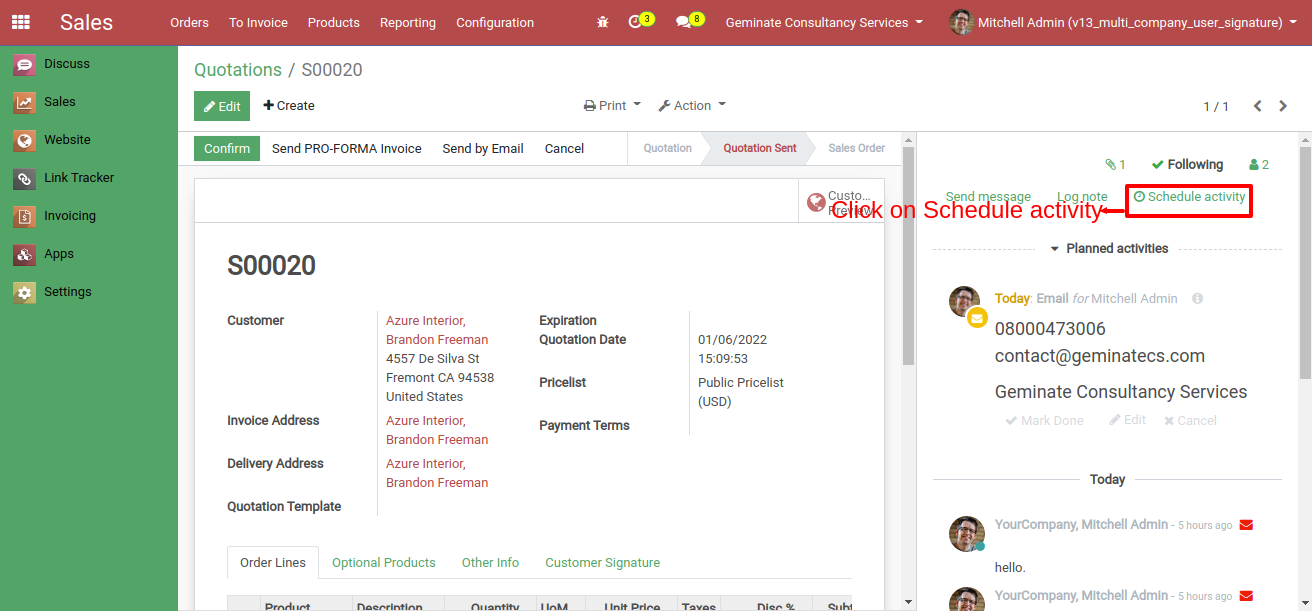 Sales
Orders To Invoice Products Reporting Configuration
3 8 Geminate Consultancy Services Mitchell Admin (v13_multi_company_user_signature)
Discuss
Sales
Website
Link Tracker
Invoicing
Apps
Settings
Quotations / S00020
Edit Create Print Action 1 / 1
Confirm Send PRO-FORMA Invoice Send by Email Cancel Quotation Quotation Sent Sales Order
Custo...
Preview
S00020
Customer Azure Interior,
Brandon Freeman
4557 De Silva St
Fremont CA 94538
United States
Invoice Address Azure Interior,
Brandon Freeman
Delivery Address Azure Interior,
Brandon Freeman
Quotation Template
Expiration
Quotation Date 01/06/2022
15:09:53
Pricelist Public Pricelist
(USD)
Payment Terms
Order Lines Optional Products Other Info Customer Signature
Product Description Quantity UoM Unit Price Taxes Disc.% Subt
1 Following 2
Send message Log note Schedule activity
Click on Schedule activity
Planned activities
Today: Email for Mitchell Admin
08000473006
contact@geminatecs.com
Geminate Consultancy Services
Mark Done Edit Cancel
Today
YourCompany, Mitchell Admin - 5 hours ago
hello.
YourCompany, Mitchell Admin - 5 hours ago